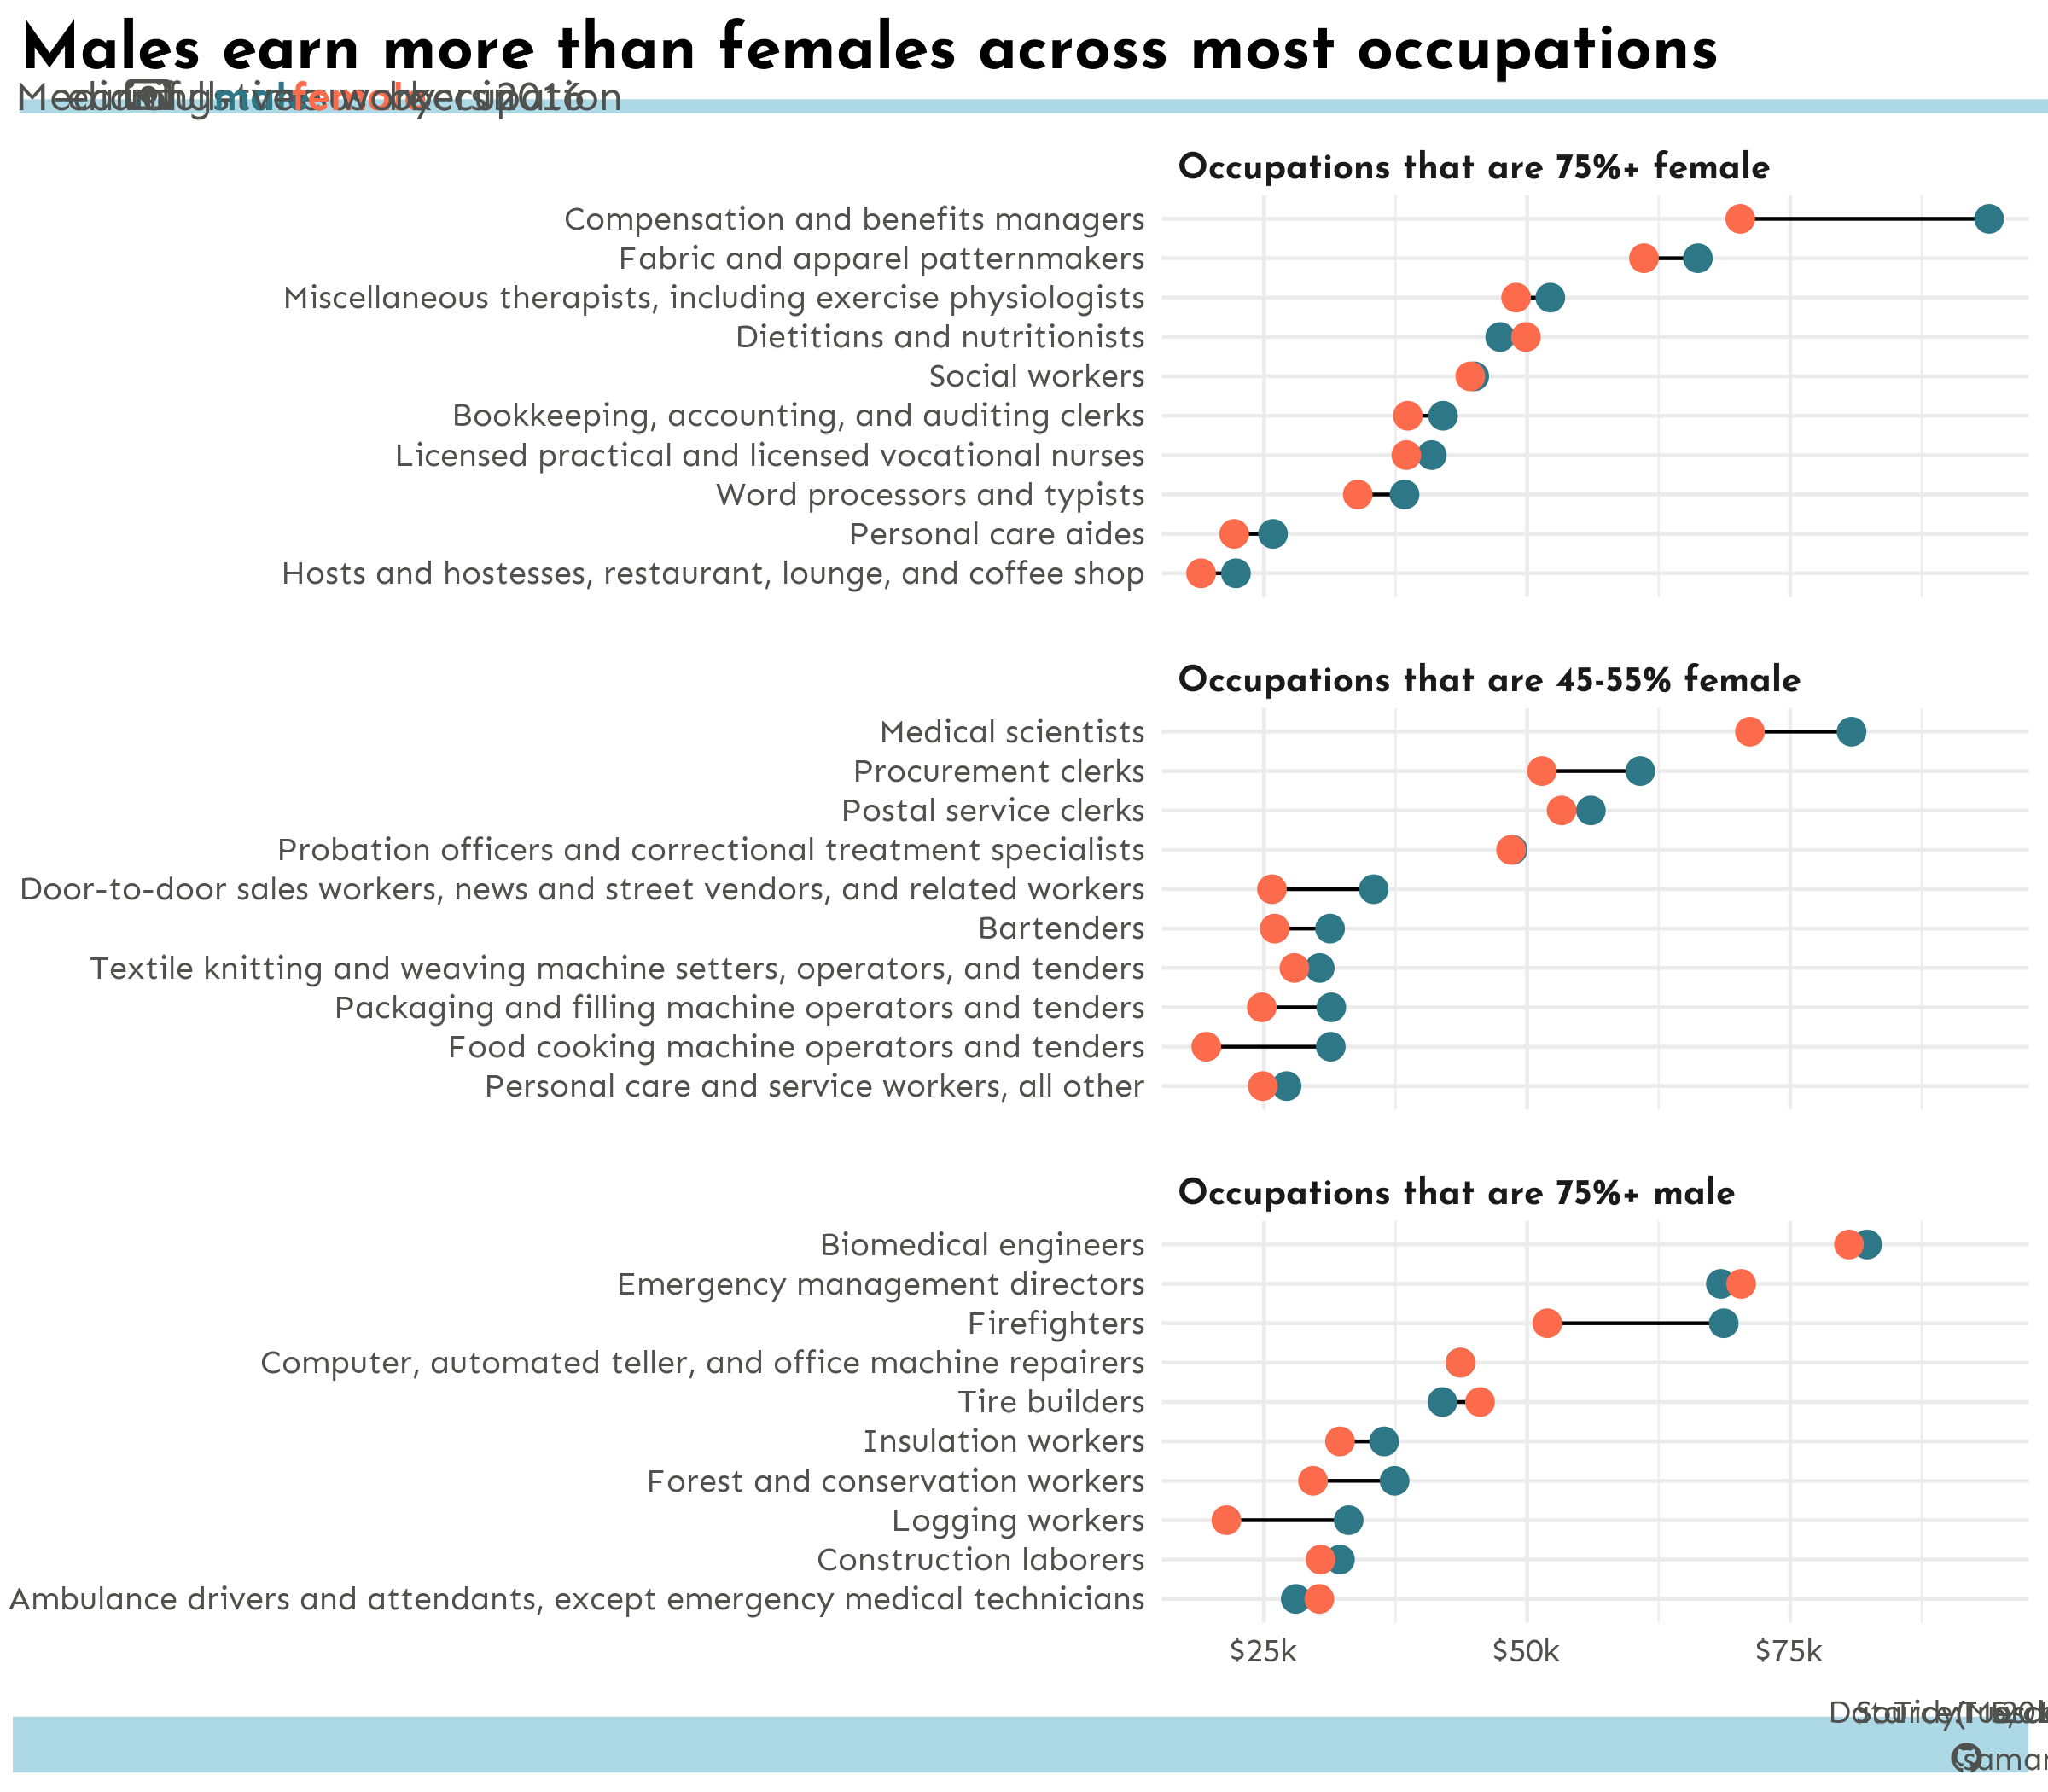 Males earn more than females across most occupations
male female 2016
Occupations that are 75%+ female
Compensation and benefits managers
Fabric and apparel patternmakers
Miscellaneous therapists, including exercise physiologists
Dietitians and nutritionists
Social workers
Bookkeeping, accounting, and auditing clerks
Licensed practical and licensed vocational nurses
Word processors and typists
Personal care aides
Hosts and hostesses, restaurant, lounge, and coffee shop
Occupations that are 45-55% female
Medical scientists
Procurement clerks
Postal service clerks
Probation officers and correctional treatment specialists
Door-to-door sales workers, news and street vendors, and related workers
Bartenders
Textile knitting and weaving machine setters, operators, and tenders
Packaging and filling machine operators and tenders
Food cooking machine operators and tenders
Personal care and service workers, all other
Occupations that are 75%+ male
Biomedical engineers
Emergency management directors
Firefighters
Computer, automated teller, and office machine repairers
Tire builders
Insulation workers
Forest and conservation workers
Logging workers
Construction laborers
Ambulance drivers and attendants, except emergency medical technicians
$25k $50k $75k